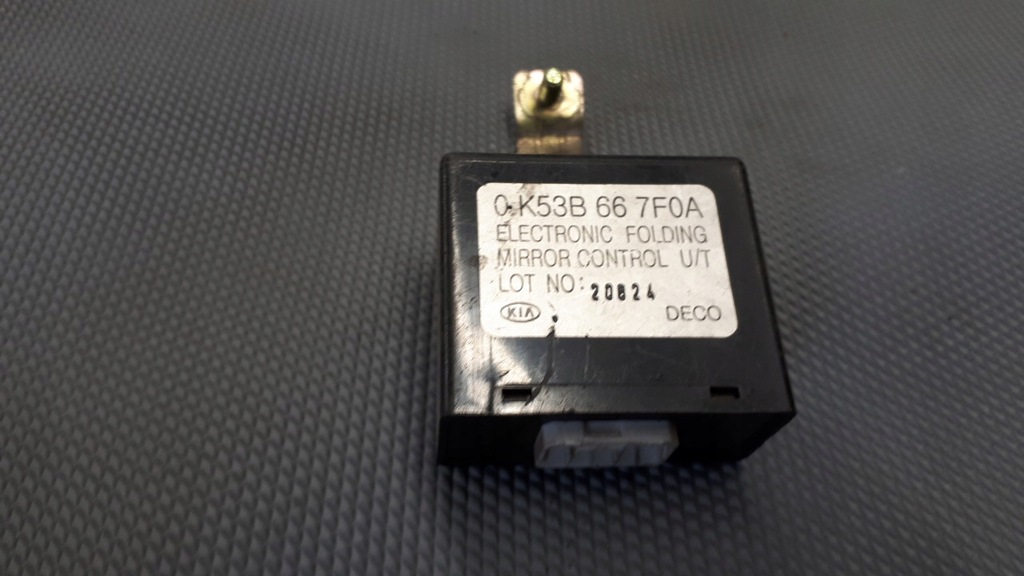 0 K53B 66 7F0A
ELECTRONIC FOLDING
MIRROR CONTROL U/T
LOT NO: 20824
KIA DECO